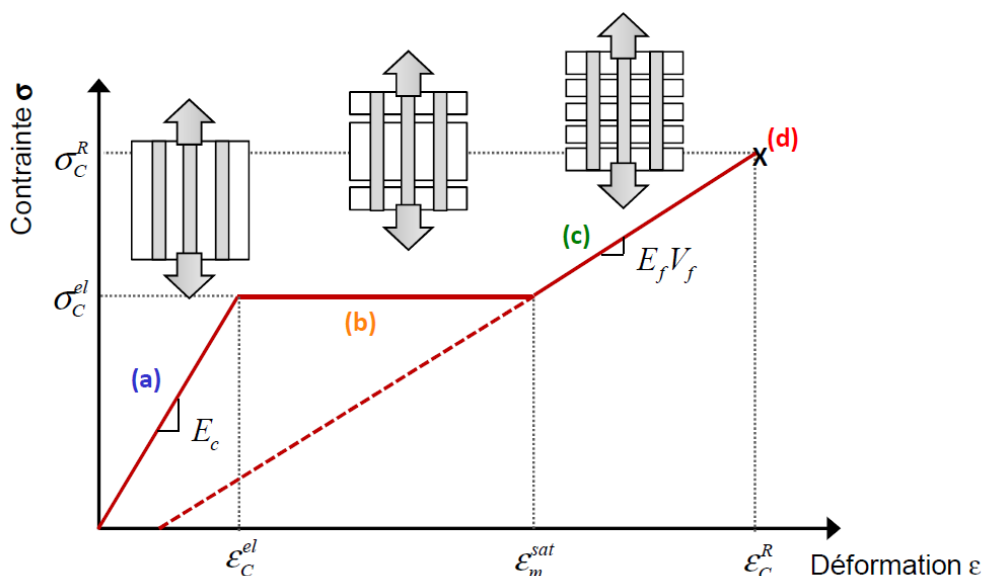 Contrainte σ
σ_C^R
(d)
X
(c)
E_f V_f
σ_C^el
(b)
(a)
E_c
ε_C^el
ε_m^sat
ε_C^R
Déformation ε